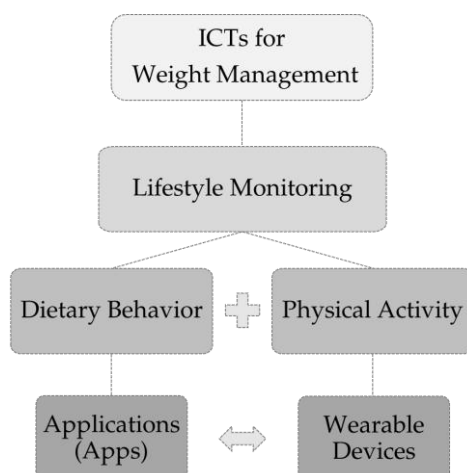 ICTs for
Weight Management
Lifestyle Monitoring
Dietary Behavior
Physical Activity
Applications
(Apps)
Wearable
Devices